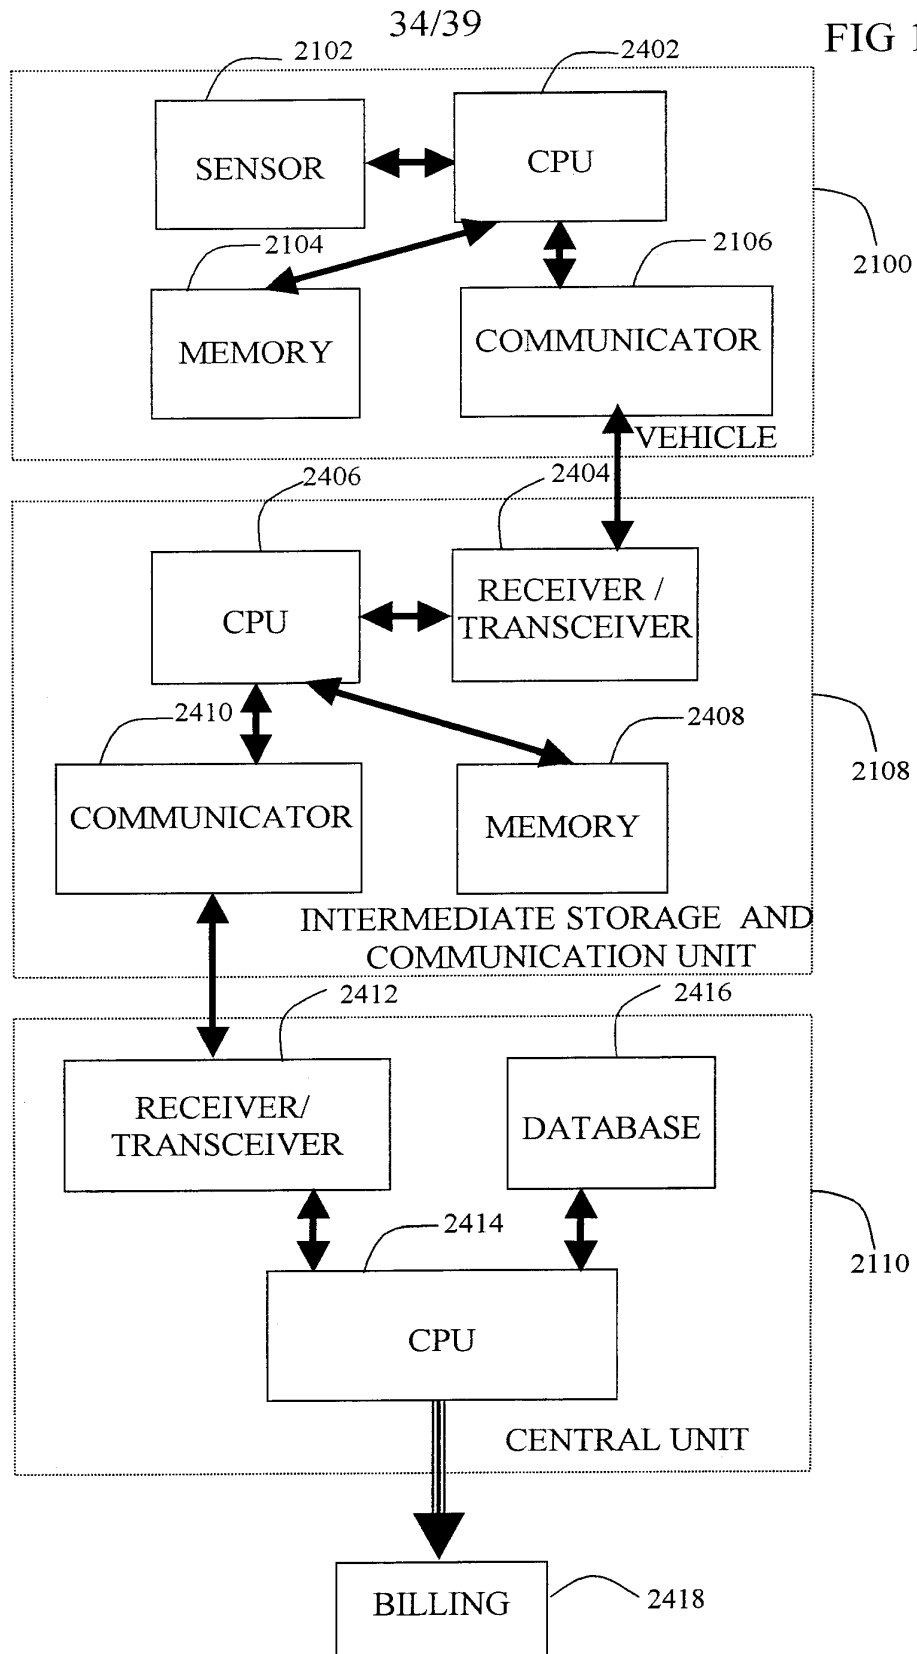 34/39
FIG 1
2102
2402
SENSOR
CPU
2104
2106
2100
MEMORY
COMMUNICATOR
VEHICLE
2406
2404
CPU
RECEIVER /
TRANSCEIVER
2410
2408
2108
COMMUNICATOR
MEMORY
INTERMEDIATE STORAGE AND
COMMUNICATION UNIT
2412
2416
RECEIVER/
TRANSCEIVER
DATABASE
2414
2110
CPU
CENTRAL UNIT
BILLING
2418